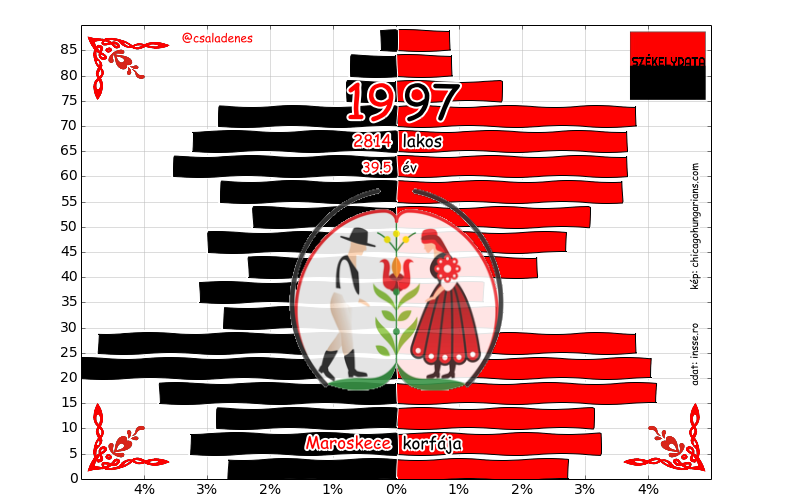 @csaladenes
SZÉKELYDATA
1997
2814 lakos
39.5 év
kép: chicagohungarians.com
adat: insse.ro
Maroskece korfája
85
80
75
70
65
60
55
50
45
40
35
30
25
20
15
10
5
0
4% 3% 2% 1% 0% 1% 2% 3% 4%